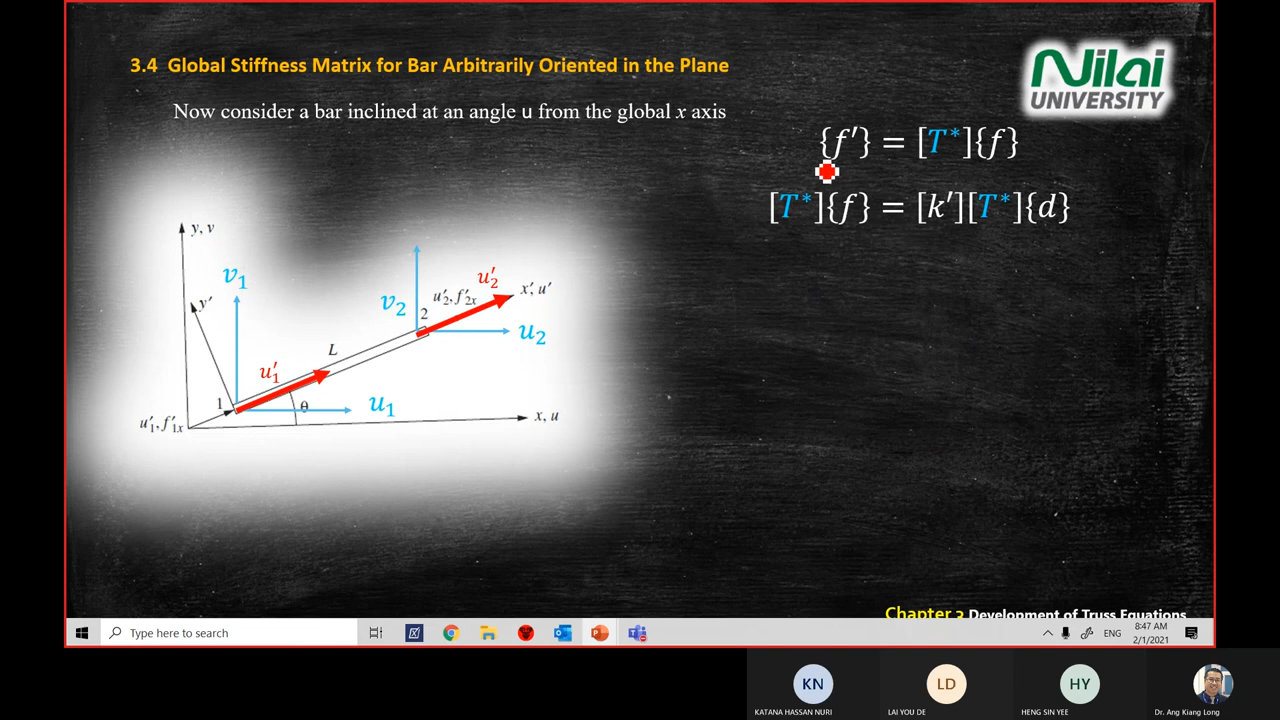 3.4 Global Stiffness Matrix for Bar Arbitrarily Oriented in the Plane
Nilai
UNIVERSITY
Now consider a bar inclined at an angle u from the global x axis
{f′} = [T*]{f}
[T*]{f} = [k′][T*]{d}
y, v
v₁
y′
v₂
u′₂, f′₂ₓ
u′₂
x′, u′
2
u₂
L
u′₁
1
θ
u₁
u′₁, f′₁ₓ
x, u
Chapter 3 Development of Truss Equations
Type here to search
ENG
8:47 AM
2/1/2021
KN
LD
HY
KATANA HASSAN NURI
LAI YOU DE
HENG SIN YEE
Dr. Ang Kiang Long